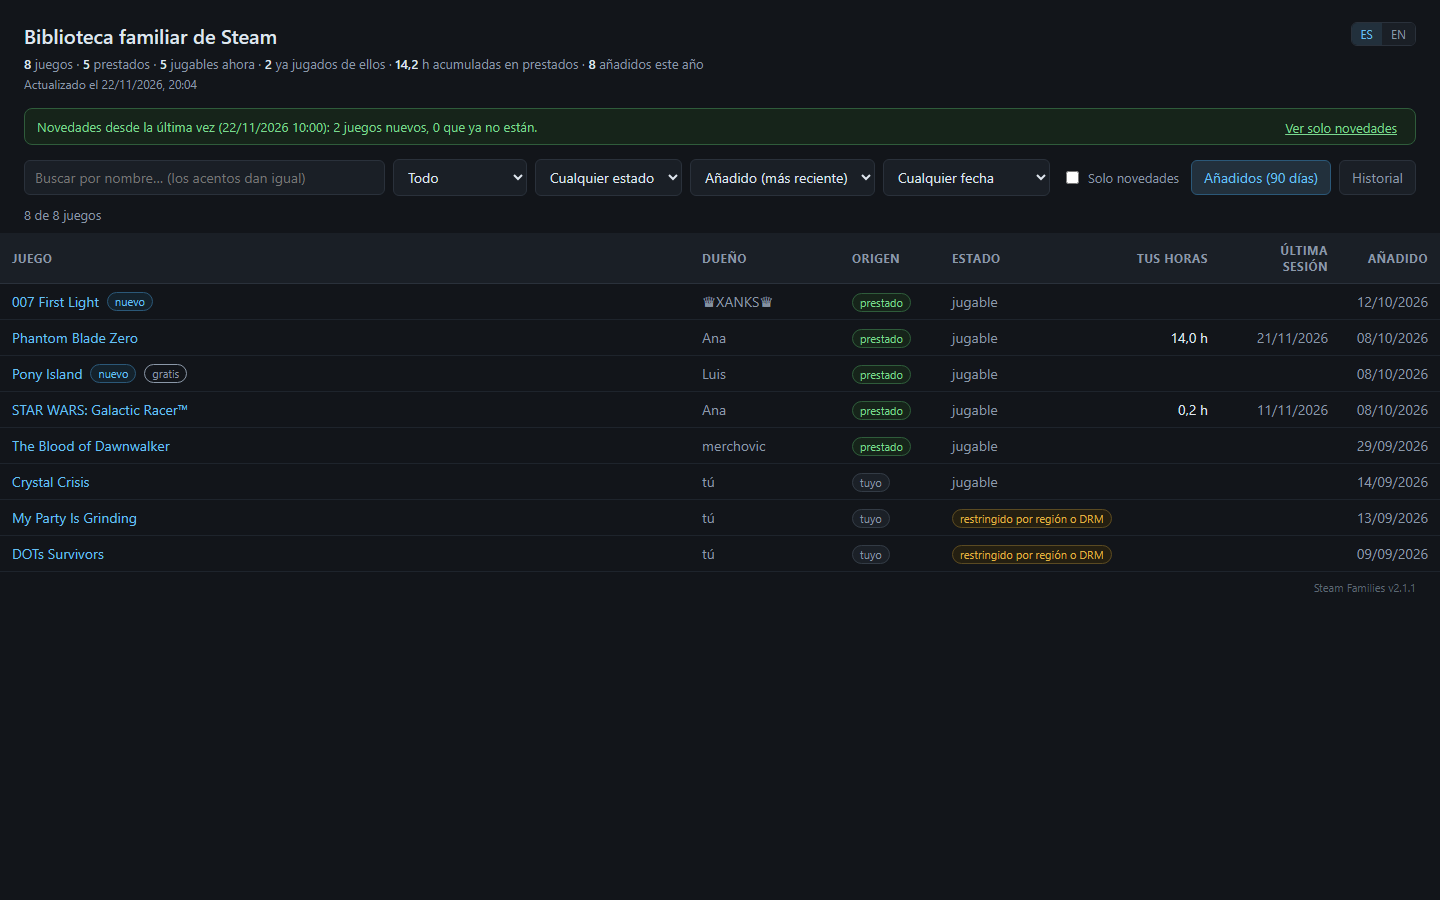 Biblioteca familiar de Steam
ES EN
8 juegos · 5 prestados · 5 jugables ahora · 2 ya jugados de ellos · 14,2 h acumuladas en prestados · 8 añadidos este año
Actualizado el 22/11/2026, 20:04
Novedades desde la última vez (22/11/2026 10:00): 2 juegos nuevos, 0 que ya no están. Ver solo novedades
Buscar por nombre... (los acentos dan igual) Todo Cualquier estado Añadido (más reciente) Cualquier fecha Solo novedades Añadidos (90 días) Historial
8 de 8 juegos
JUEGO DUEÑO ORIGEN ESTADO TUS HORAS ÚLTIMA SESIÓN AÑADIDO
007 First Light nuevo ♛XANKS♛ prestado jugable 12/10/2026
Phantom Blade Zero Ana prestado jugable 14,0 h 21/11/2026 08/10/2026
Pony Island nuevo gratis Luis prestado jugable 08/10/2026
STAR WARS: Galactic Racer™ Ana prestado jugable 0,2 h 11/11/2026 08/10/2026
The Blood of Dawnwalker merchovic prestado jugable 29/09/2026
Crystal Crisis tú tuyo jugable 14/09/2026
My Party Is Grinding tú tuyo restringido por región o DRM 13/09/2026
DOTs Survivors tú tuyo restringido por región o DRM 09/09/2026
Steam Families v2.1.1